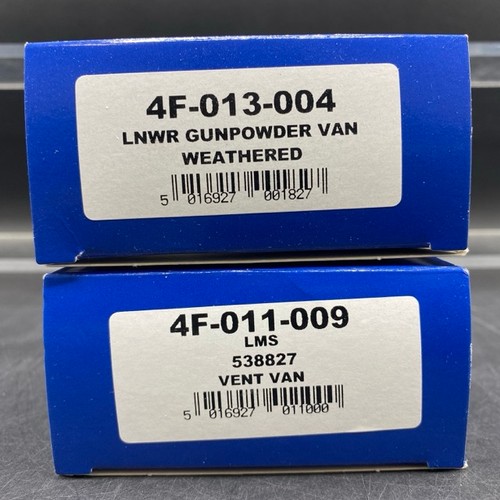 4F-013-004
LNWR GUNPOWDER VAN
WEATHERED
5 016927 001827
4F-011-009
LMS
538827
VENT VAN
5 016927 011000